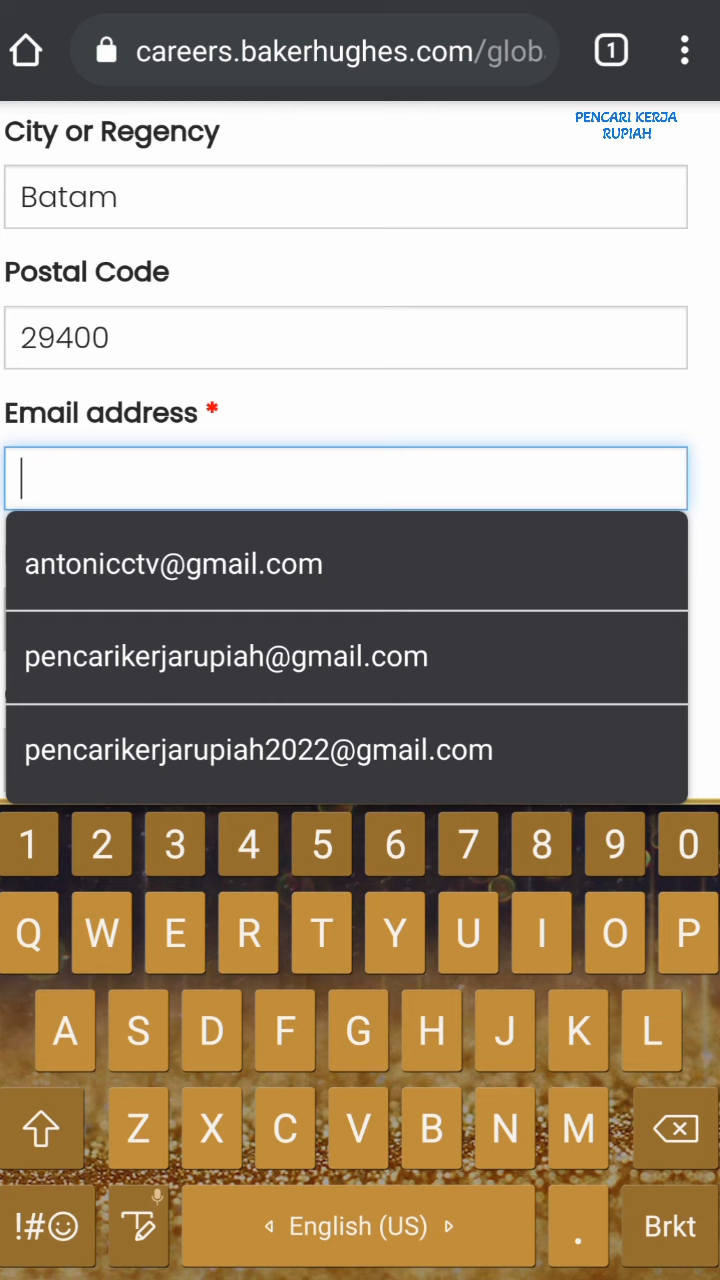 careers.bakerhughes.com/glob
1
PENCARI KERJA
RUPIAH
City or Regency
Batam
Postal Code
29400
Email address *
antonicctv@gmail.com
pencarikerjarupiah@gmail.com
pencarikerjarupiah2022@gmail.com
1 2 3 4 5 6 7 8 9 0
Q W E R T Y U I O P
A S D F G H J K L
Z X C V B N M
!#☺ English (US) . Brkt